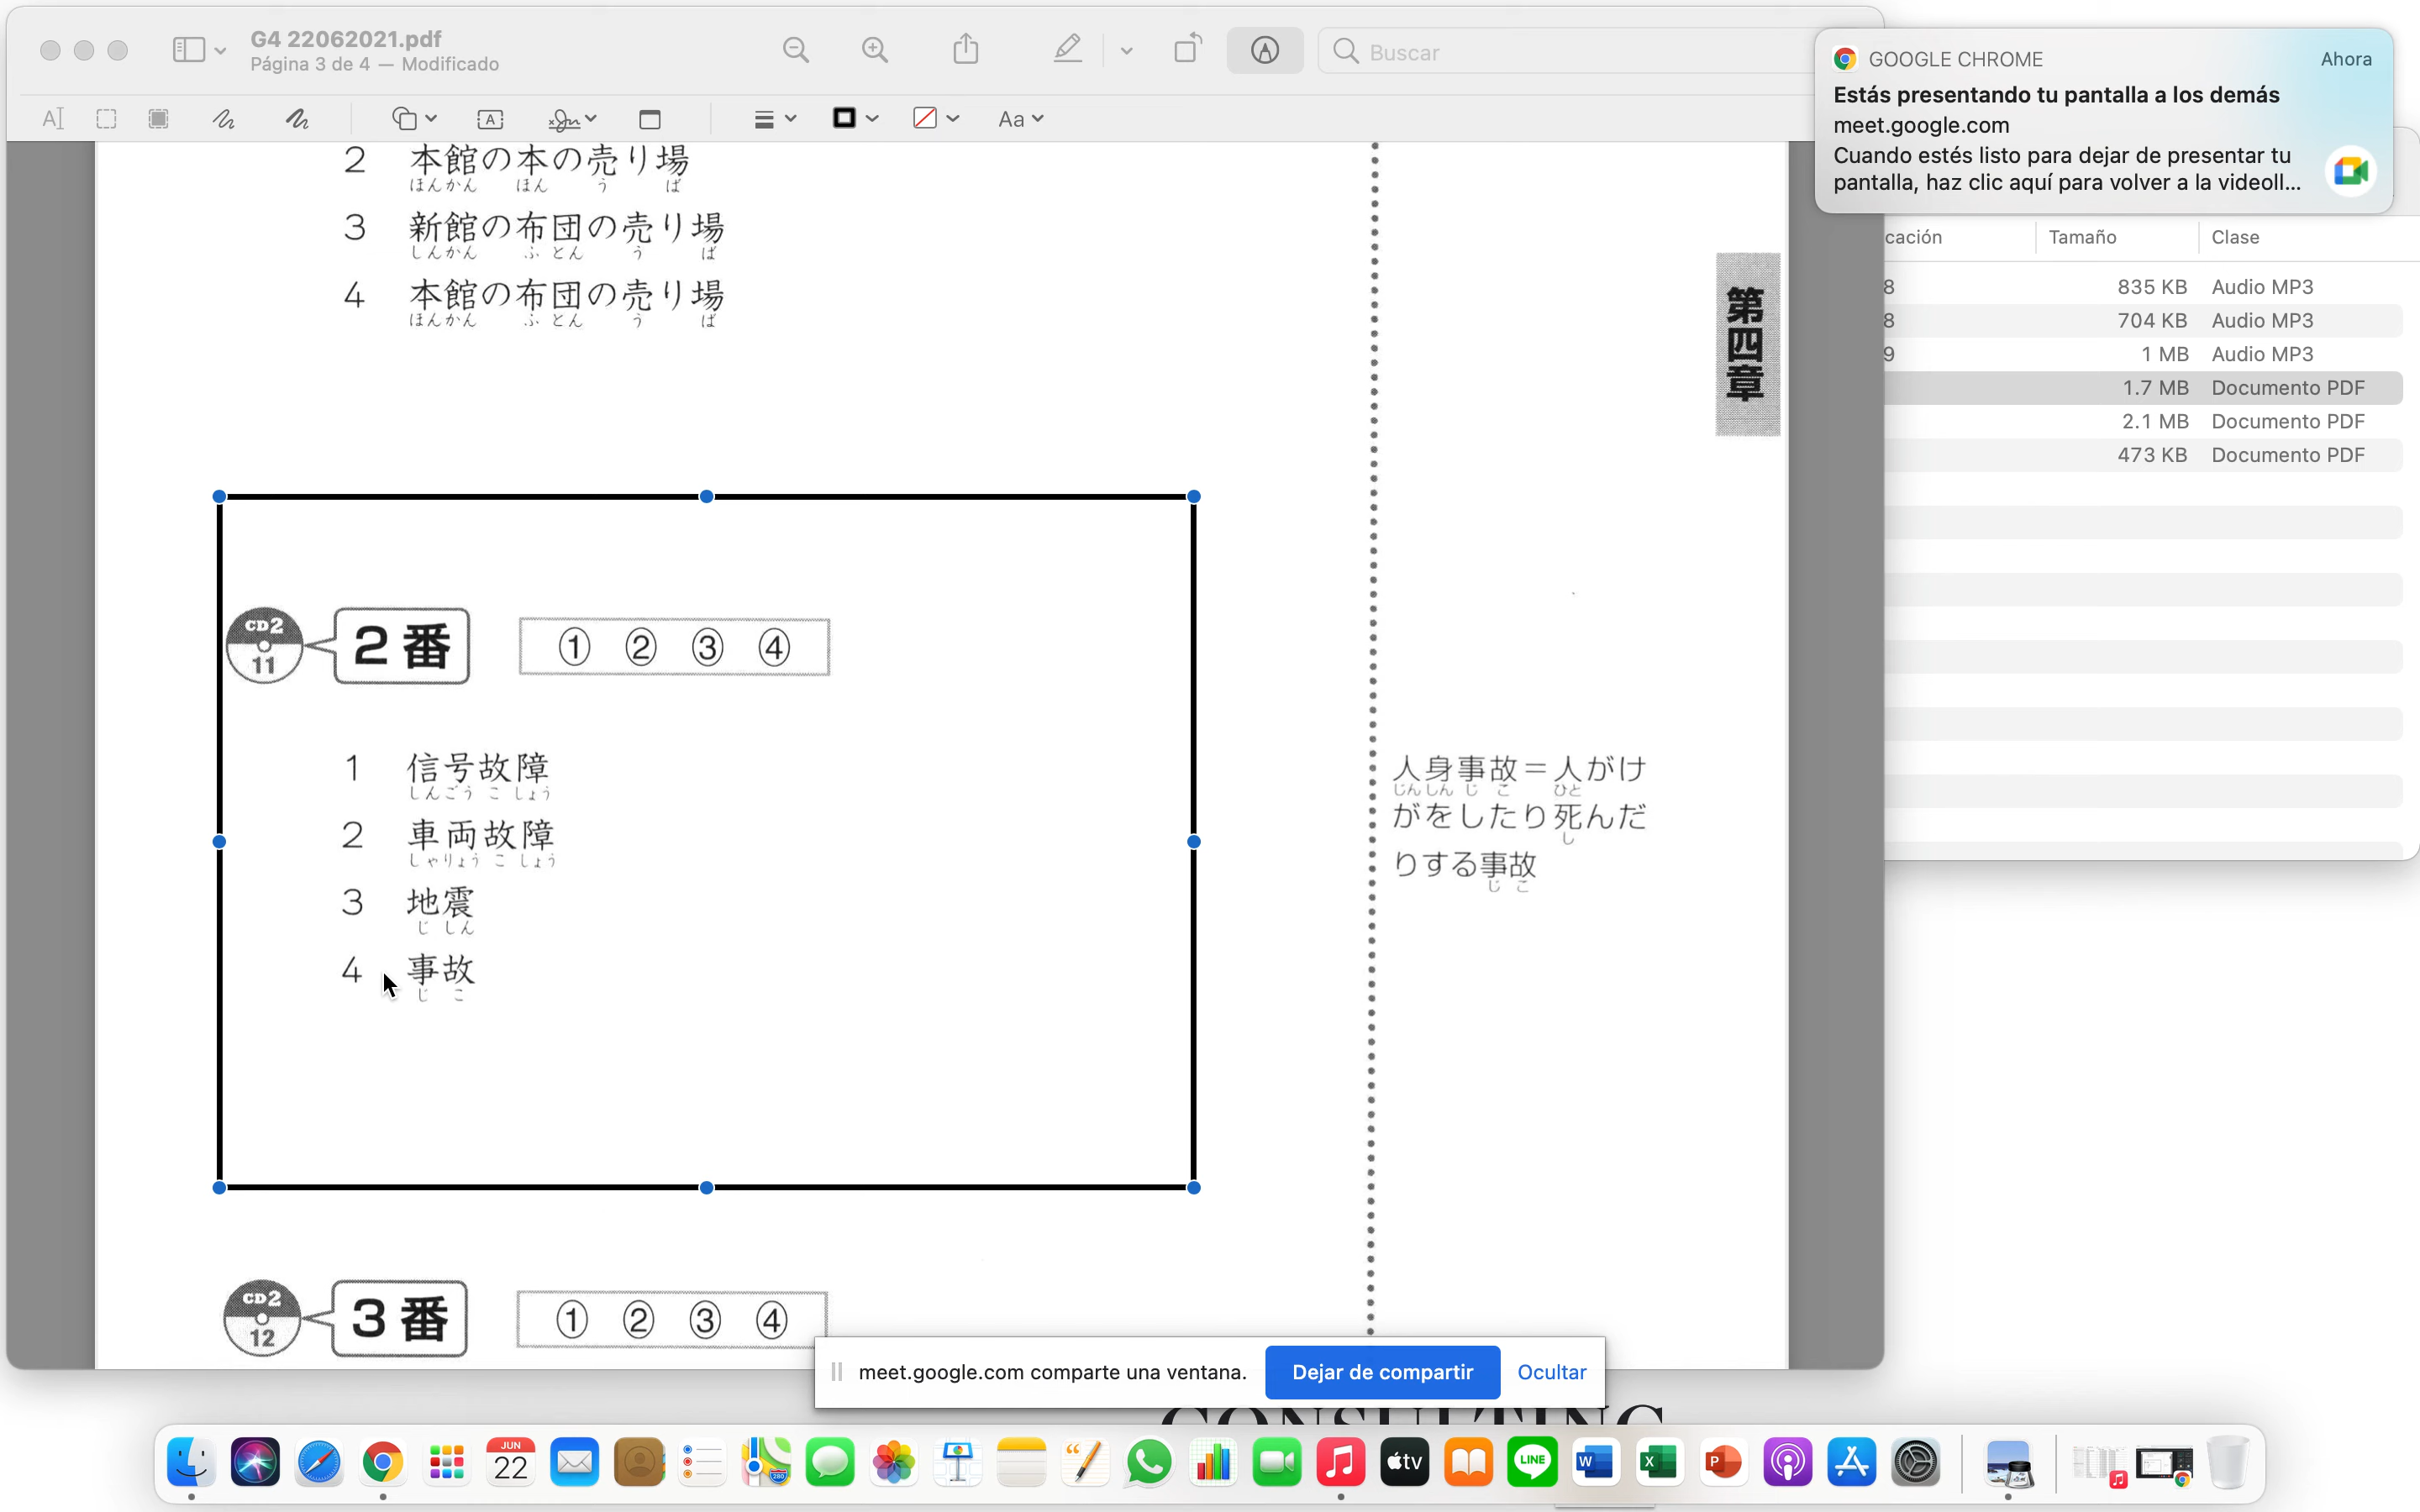 G4 22062021.pdf
Página 3 de 4 — Modificado
Buscar
Aa
GOOGLE CHROME
Ahora
Estás presentando tu pantalla a los demás
meet.google.com
Cuando estés listo para dejar de presentar tu
pantalla, haz clic aquí para volver a la videoll...
cación Tamaño Clase
8 835 KB Audio MP3
8 704 KB Audio MP3
9 1 MB Audio MP3
1.7 MB Documento PDF
2.1 MB Documento PDF
473 KB Documento PDF
2 本館の本の売り場
ほんかん ほん う ば
3 新館の布団の売り場
しんかん ふ とん う ば
4 本館の布団の売り場
ほんかん ふ とん う ば
第四章
CD2
11
2番
① ② ③ ④
1 信号故障
しんごう こ しょう
2 車両故障
しゃりょう こ しょう
3 地震
じ しん
4 事故
じ こ
人身事故＝人がけ
じんしん じ こ ひと
がをしたり死んだ
し
りする事故
じ こ
CD2
12
3番
① ② ③ ④
meet.google.com comparte una ventana.
Dejar de compartir
Ocultar
CONSULTING
JUN
22
280
tv
LINE
W
X
P